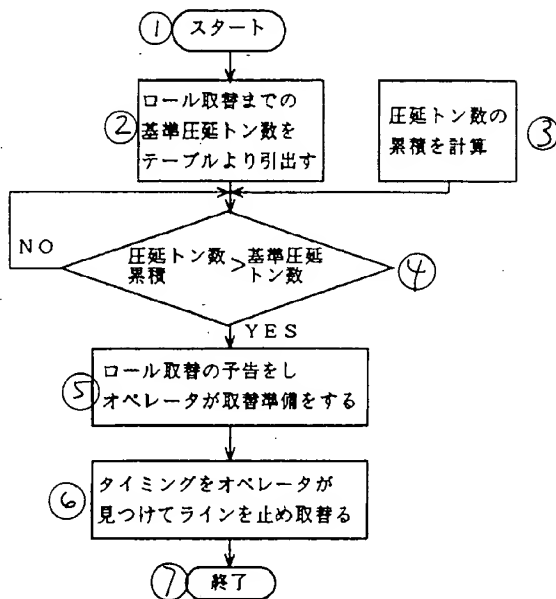 ①
スタート
②
ロール取替までの
基準圧延トン数を
テーブルより引出す
圧延トン数の
累積を計算
③
NO
圧延トン数
累積
>
基準圧延
トン数
④
YES
⑤
ロール取替の予告をし
オペレータが取替準備をする
⑥
タイミングをオペレータが
見つけてラインを止め取替る
⑦
終了